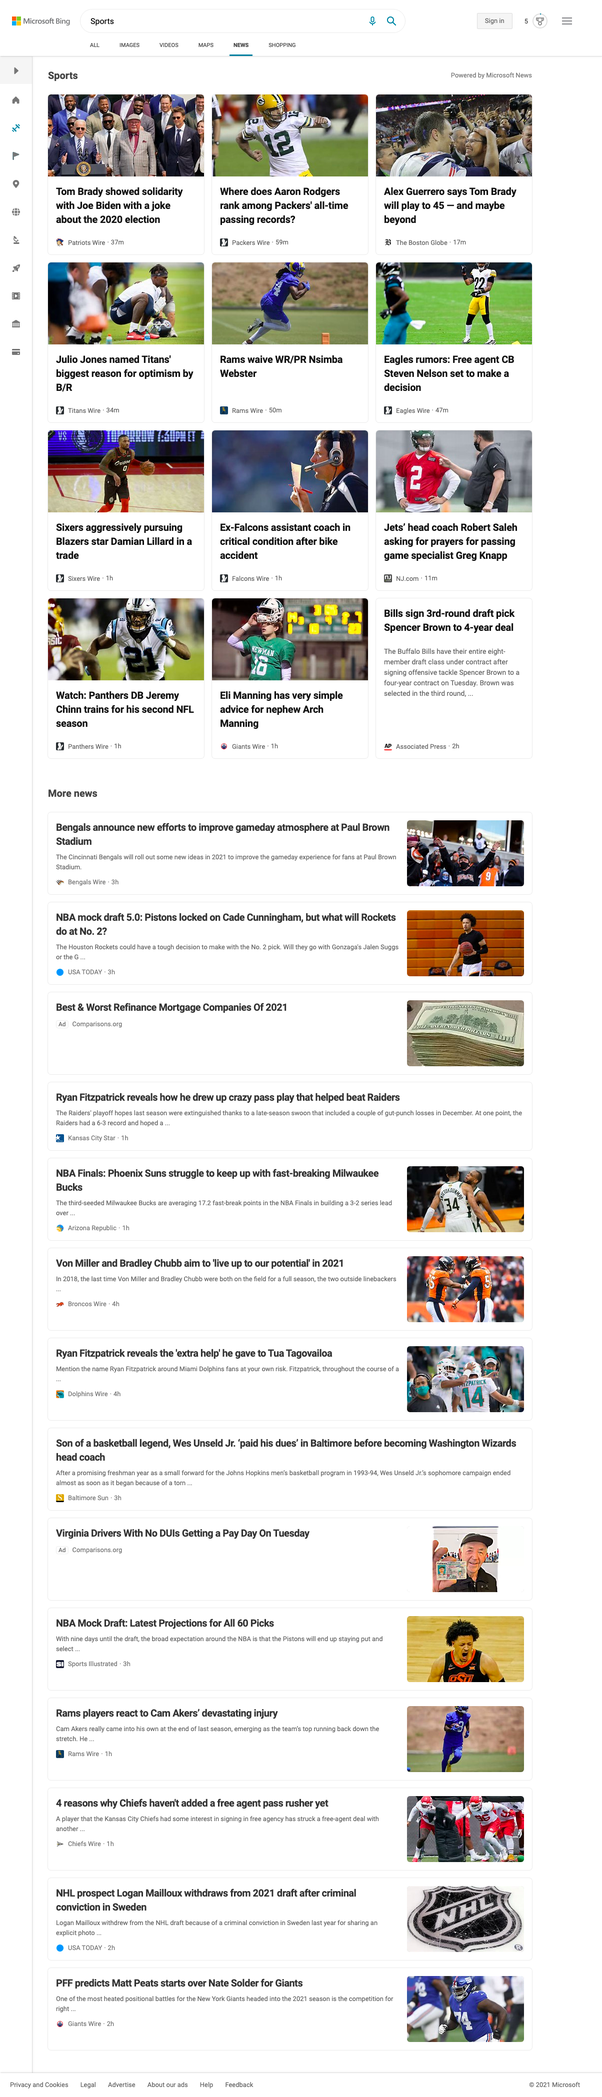 Microsoft Bing
Sports
Sign in
5
ALL IMAGES VIDEOS MAPS NEWS SHOPPING
Sports
Powered by Microsoft News
Tom Brady showed solidarity
with Joe Biden with a joke
about the 2020 election
Patriots Wire · 37m
12
Where does Aaron Rodgers
rank among Packers' all-time
passing records?
Packers Wire · 59m
Alex Guerrero says Tom Brady
will play to 45 — and maybe
beyond
The Boston Globe · 17m
Julio Jones named Titans'
biggest reason for optimism by
B/R
Titans Wire · 34m
Rams waive WR/PR Nsimba
Webster
Rams Wire · 50m
22
Eagles rumors: Free agent CB
Steven Nelson set to make a
decision
Eagles Wire · 47m
VS TOMORROW 5:30PM ET
0
Sixers aggressively pursuing
Blazers star Damian Lillard in a
trade
Sixers Wire · 1h
Ex-Falcons assistant coach in
critical condition after bike
accident
Falcons Wire · 1h
2
Jets' head coach Robert Saleh
asking for prayers for passing
game specialist Greg Knapp
NJ.com · 11m
21
Watch: Panthers DB Jeremy
Chinn trains for his second NFL
season
Panthers Wire · 1h
NEWMAN
16
Eli Manning has very simple
advice for nephew Arch
Manning
Giants Wire · 1h
Bills sign 3rd-round draft pick
Spencer Brown to 4-year deal
The Buffalo Bills have their entire eight-
member draft class under contract after
signing offensive tackle Spencer Brown to a
four-year contract on Tuesday. Brown was
selected in the third round, ...
AP Associated Press · 2h
More news
Bengals announce new efforts to improve gameday atmosphere at Paul Brown
Stadium
The Cincinnati Bengals will roll out some new ideas in 2021 to improve the gameday experience for fans at Paul Brown
Stadium.
Bengals Wire · 3h
9
NBA mock draft 5.0: Pistons locked on Cade Cunningham, but what will Rockets
do at No. 2?
The Houston Rockets could have a tough decision to make with the No. 2 pick. Will they go with Gonzaga's Jalen Suggs
or the G ...
USA TODAY · 3h
Best & Worst Refinance Mortgage Companies Of 2021
Ad Comparisons.org
Ryan Fitzpatrick reveals how he drew up crazy pass play that helped beat Raiders
The Raiders' playoff hopes last season were extinguished thanks to a late-season swoon that included a couple of gut-punch losses in December. At one point, the
Raiders had a 6-3 record and hoped a ...
Kansas City Star · 1h
NBA Finals: Phoenix Suns struggle to keep up with fast-breaking Milwaukee
Bucks
The third-seeded Milwaukee Bucks are averaging 17.2 fast-break points in the NBA Finals in building a 3-2 series lead
over ...
Arizona Republic · 1h
34
Von Miller and Bradley Chubb aim to 'live up to our potential' in 2021
In 2018, the last time Von Miller and Bradley Chubb were both on the field for a full season, the two outside linebackers
...
Broncos Wire · 4h
Ryan Fitzpatrick reveals the 'extra help' he gave to Tua Tagovailoa
Mention the name Ryan Fitzpatrick around Miami Dolphins fans at your own risk. Fitzpatrick, throughout the course of a
...
Dolphins Wire · 4h
FITZPATRICK
14
Son of a basketball legend, Wes Unseld Jr. 'paid his dues' in Baltimore before becoming Washington Wizards
head coach
After a promising freshman year as a small forward for the Johns Hopkins men's basketball program in 1993-94, Wes Unseld Jr.'s sophomore campaign ended
almost as soon as it began because of a torn ...
Baltimore Sun · 3h
Virginia Drivers With No DUIs Getting a Pay Day On Tuesday
Ad Comparisons.org
NBA Mock Draft: Latest Projections for All 60 Picks
With nine days until the draft, the broad expectation around the NBA is that the Pistons will end up staying put and
select ...
Sports Illustrated · 3h
Rams players react to Cam Akers' devastating injury
Cam Akers really came into his own at the end of last season, emerging as the team's top running back down the
stretch. He ...
Rams Wire · 1h
4 reasons why Chiefs haven't added a free agent pass rusher yet
A player that the Kansas City Chiefs had some interest in signing in free agency has struck a free-agent deal with
another ...
Chiefs Wire · 1h
NHL prospect Logan Mailloux withdraws from 2021 draft after criminal
conviction in Sweden
Logan Mailloux withdrew from the NHL draft because of a criminal conviction in Sweden last year for sharing an
explicit photo ...
USA TODAY · 2h
NHL
PFF predicts Matt Peats starts over Nate Solder for Giants
One of the most heated positional battles for the New York Giants headed into the 2021 season is the competition for
right ...
Giants Wire · 2h
74
Privacy and Cookies Legal Advertise About our ads Help Feedback
© 2021 Microsoft